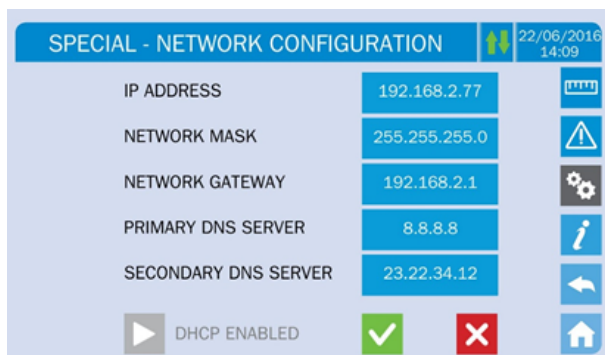 SPECIAL - NETWORK CONFIGURATION
22/06/2016
14:09
IP ADDRESS 192.168.2.77
NETWORK MASK 255.255.255.0
NETWORK GATEWAY 192.168.2.1
PRIMARY DNS SERVER 8.8.8.8
SECONDARY DNS SERVER 23.22.34.12
DHCP ENABLED